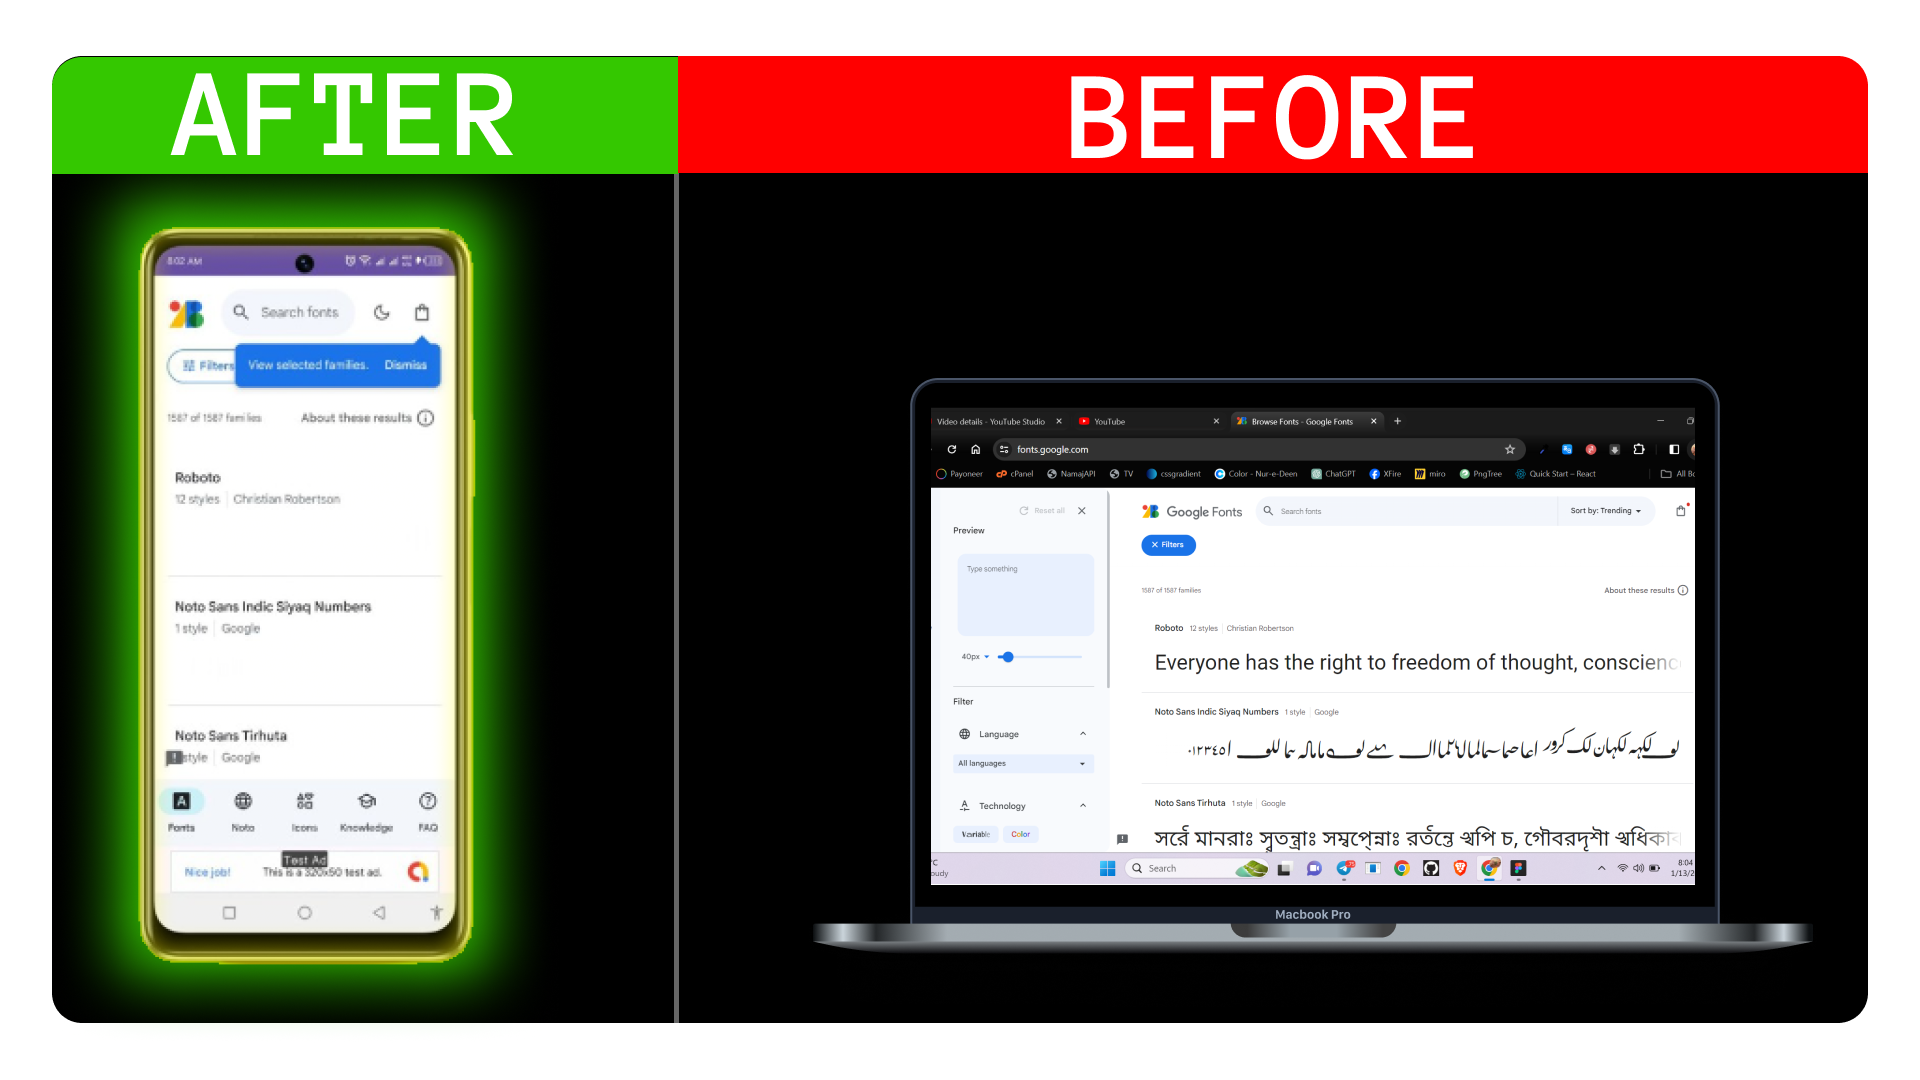 AFTER
BEFORE
8:02 AM
Search fonts
Filters
View selected families. Dismiss
1587 of 1587 families
About these results
Roboto
12 styles Christian Robertson
Noto Sans Indic Siyaq Numbers
1 style Google
Noto Sans Tirhuta
style Google
A
Fonts Noto Icons Knowledge FAQ
Nice job!
Test Ad
This is a 320x50 test ad.
Video details - YouTube Studio
YouTube
Browse Fonts - Google Fonts
fonts.google.com
Payoneer cPanel NamajAPI TV cssgradient Color - Nur-e-Deen ChatGPT XFire miro PngTree Quick Start – React All Bo
Reset all
Preview
Type something
40px
Filter
Language
All languages
Technology
Variable Color
Google Fonts
Search fonts
Sort by: Trending
Filters
1587 of 1587 families
About these results
Roboto 12 styles Christian Robertson
Everyone has the right to freedom of thought, conscienc
Noto Sans Indic Siyaq Numbers 1 style Google
Noto Sans Tirhuta 1 style Google
°C
oudy
Search
8:04
1/13/2
Macbook Pro